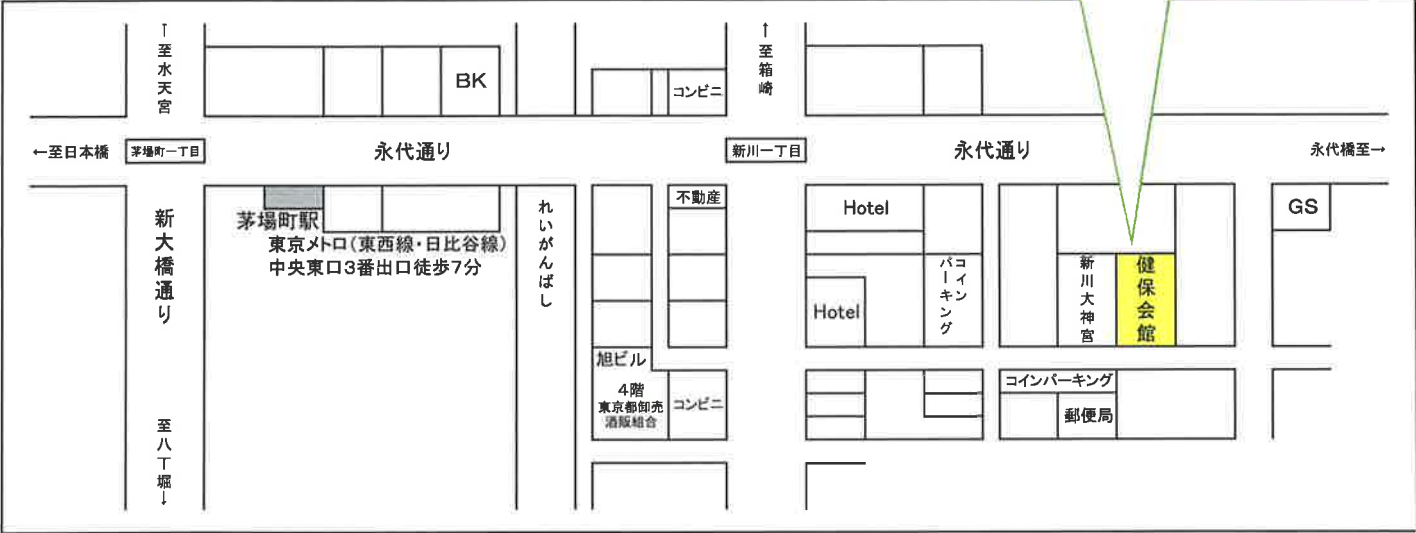 ↑至水天宮
BK
コンビニ
↑至箱崎
←至日本橋
茅場町一丁目
永代通り
新川一丁目
永代通り
永代橋至→
新大橋通り
茅場町駅
東京メトロ(東西線・日比谷線)
中央東口3番出口徒歩7分
れいがんばし
不動産
Hotel
Hotel
コイン
パーキング
新川大神宮
健保会館
GS
至八丁堀↓
旭ビル
4階
東京都卸売
酒販組合
コンビニ
コインパーキング
郵便局